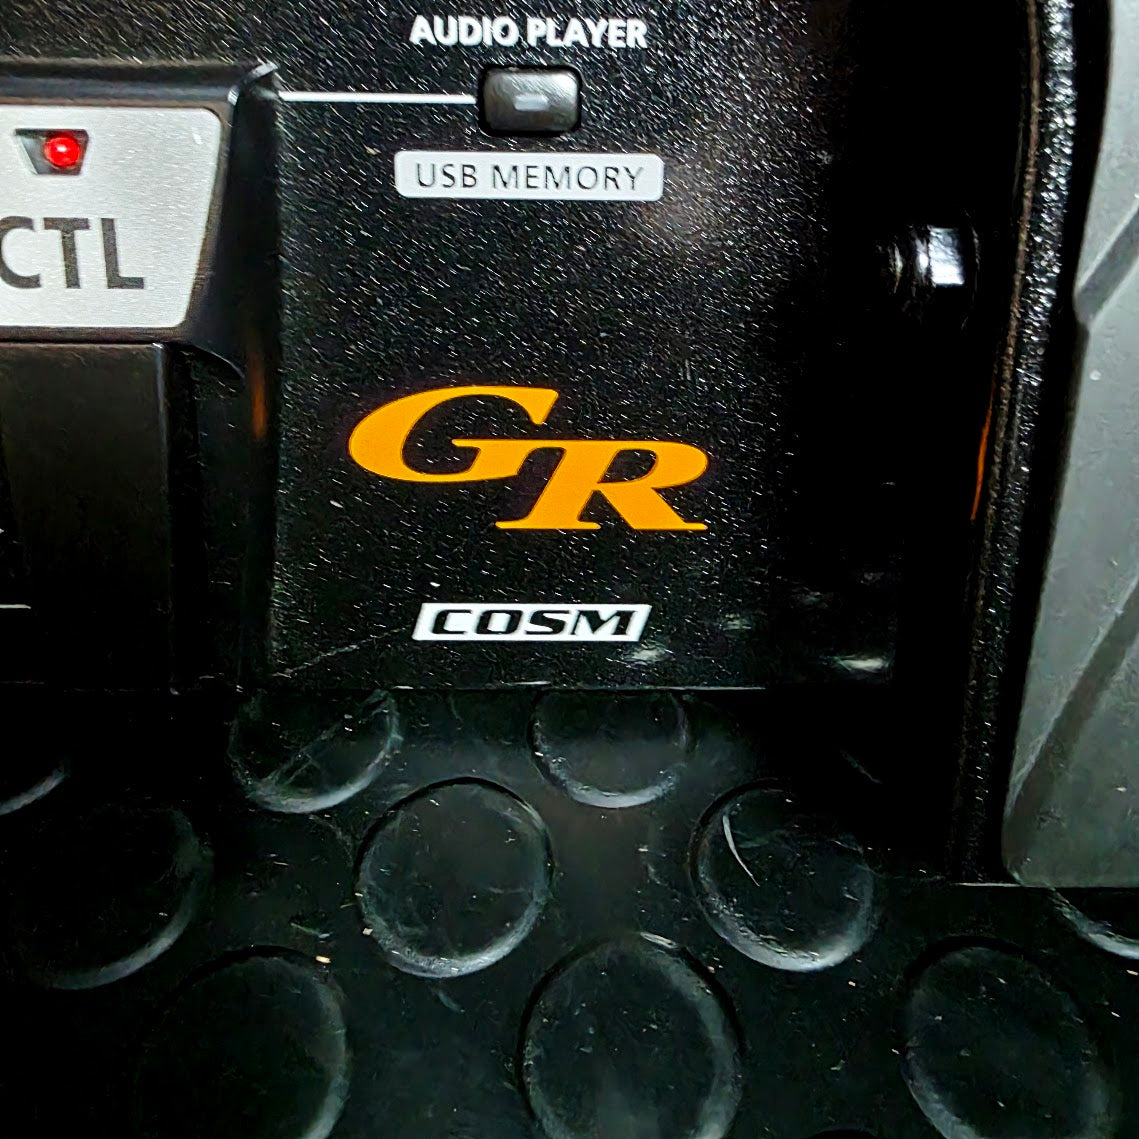 AUDIO PLAYER
USB MEMORY
CTL
GR
COSM